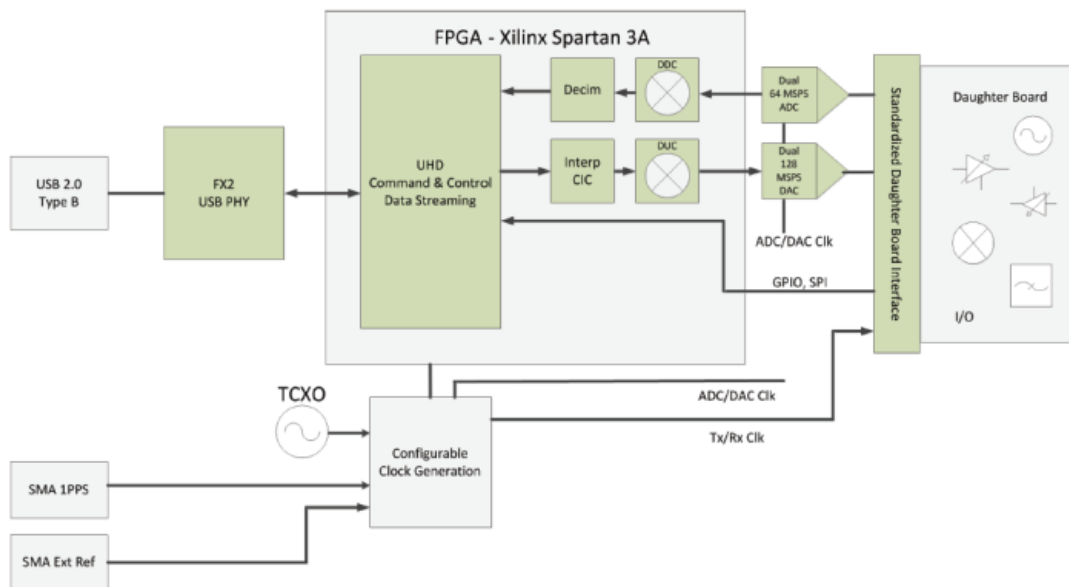 FPGA - Xilinx Spartan 3A
DDC
Decim
Dual
64 MSPS
ADC
Daughter Board
UHD
Command & Control
Data Streaming
Interp
CIC
DUC
Dual
128
MSPS
DAC
USB 2.0
Type B
FX2
USB PHY
Standardized Daughter Board Interface
ADC/DAC Clk
GPIO, SPI
I/O
TCXO
ADC/DAC Clk
Tx/Rx Clk
Configurable
Clock Generation
SMA 1PPS
SMA Ext Ref